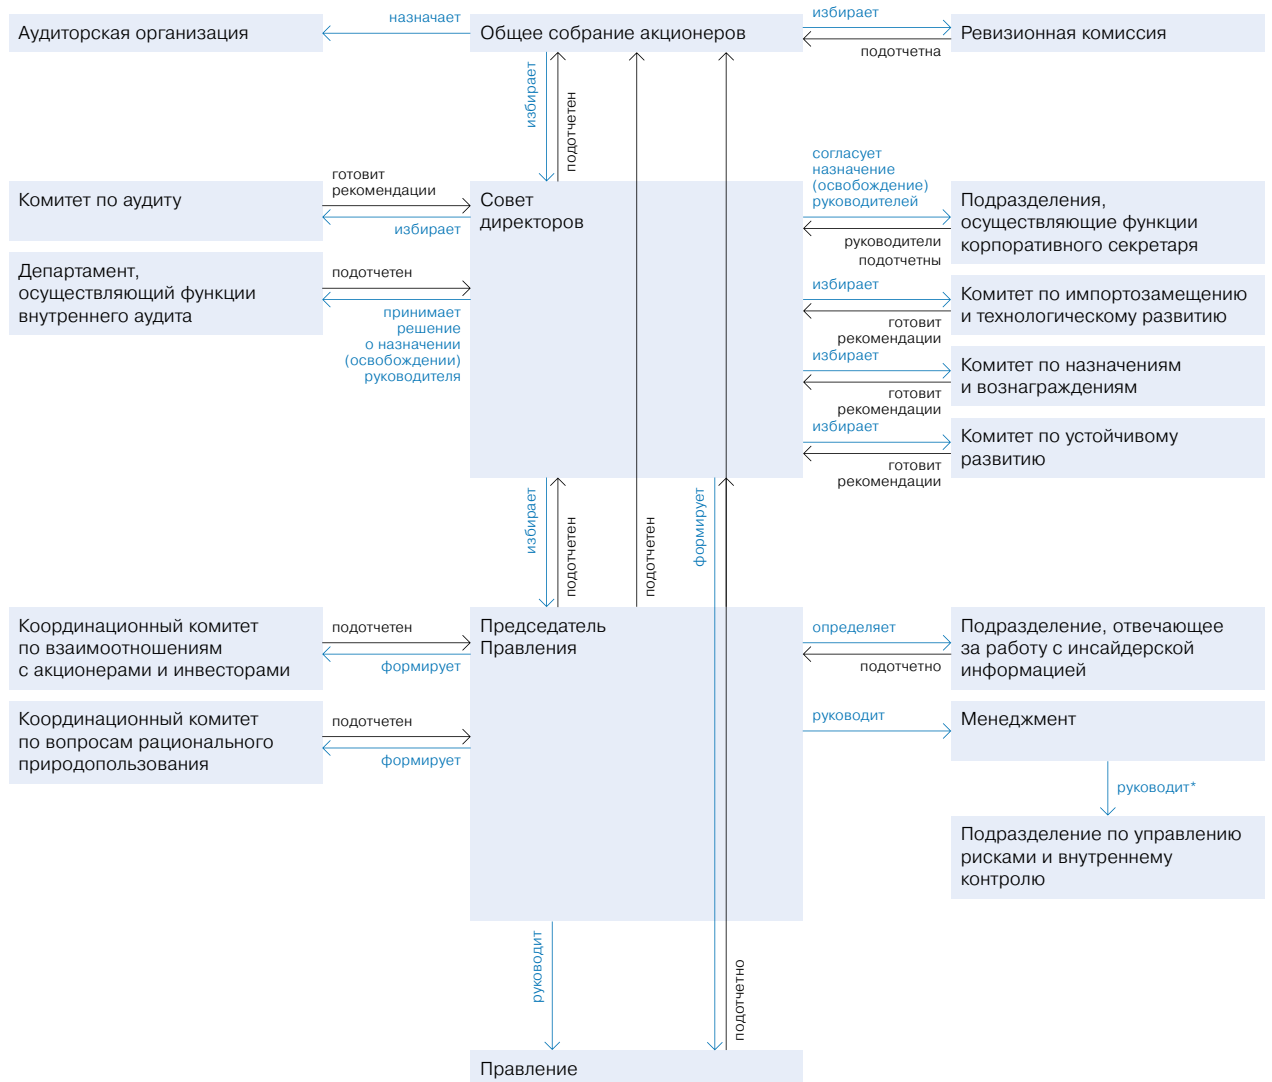 Аудиторская организация
назначает
Общее собрание акционеров
избирает
подотчетна
Ревизионная комиссия
избирает
подотчетен
Комитет по аудиту
готовит
рекомендации
избирает
Совет
директоров
согласует
назначение
(освобождение)
руководителей
руководители
подотчетны
Подразделения,
осуществляющие функции
корпоративного секретаря
Департамент,
осуществляющий функции
внутреннего аудита
подотчетен
принимает
решение
о назначении
(освобождении)
руководителя
избирает
готовит
рекомендации
Комитет по импортозамещению
и технологическому развитию
избирает
готовит
рекомендации
Комитет по назначениям
и вознаграждениям
избирает
готовит
рекомендации
Комитет по устойчивому
развитию
избирает
подотчетен
подотчетен
формирует
Координационный комитет
по взаимоотношениям
с акционерами и инвесторами
подотчетен
формирует
Председатель
Правления
определяет
подотчетно
Подразделение, отвечающее
за работу с инсайдерской
информацией
Координационный комитет
по вопросам рационального
природопользования
подотчетен
формирует
руководит
Менеджмент
руководит*
Подразделение по управлению
рисками и внутреннему
контролю
руководит
подотчетно
Правление